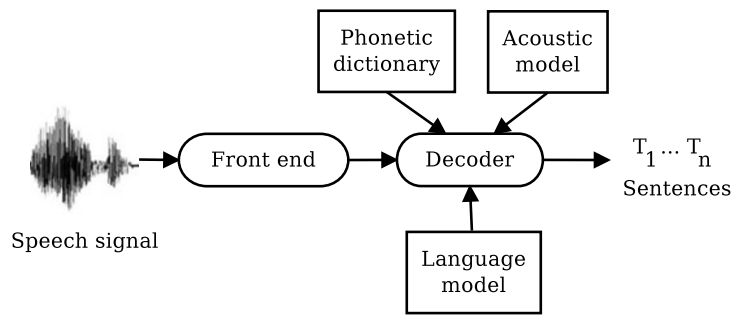 Phonetic
dictionary
Acoustic
model
Speech signal
Front end
Decoder
T1 ... Tn
Sentences
Language
model